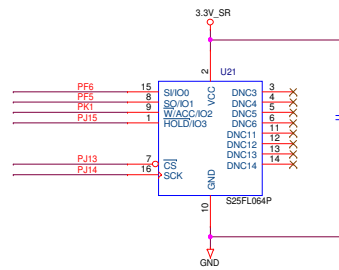 3.3V_SR
U21
2
VCC
PF6 15 SI/IO0 DNC3 3
PF5 8 SO/IO1 DNC4 4
PK1 9 W/ACC/IO2 DNC5 5
PJ15 1 HOLD/IO3 DNC6 6
DNC11 11
DNC12 12
DNC13 13
PJ13 7 CS DNC14 14
PJ14 16 SCK
GND
10
S25FL064P
GND